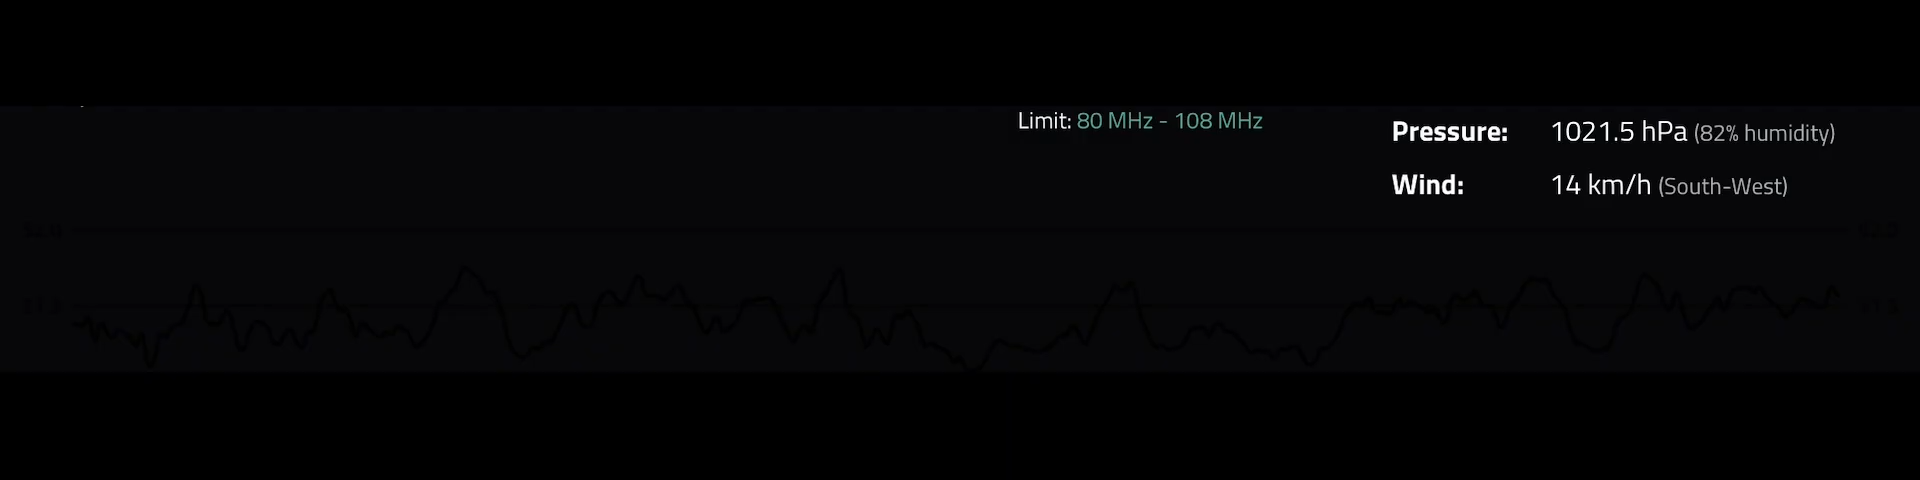 Limit: 80 MHz - 108 MHz
Pressure: 1021.5 hPa (82% humidity)
Wind: 14 km/h (South-West)